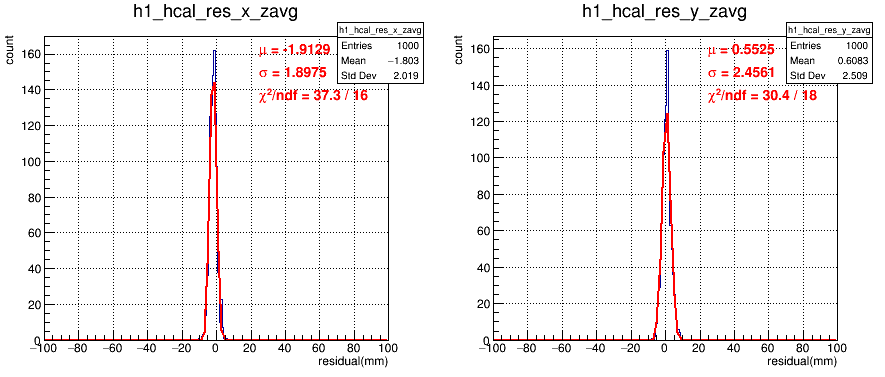 h1_hcal_res_x_zavg
count
h1_hcal_res_x_zavg
Entries 1000
Mean −1.803
Std Dev 2.019
μ = -1.9129
σ = 1.8975
χ²/ndf = 37.3 / 16
160
140
120
100
80
60
40
20
0
−100 −80 −60 −40 −20 0 20 40 60 80 100
residual(mm)
h1_hcal_res_y_zavg
count
h1_hcal_res_y_zavg
Entries 1000
Mean 0.6083
Std Dev 2.509
μ = 0.5525
σ = 2.4561
χ²/ndf = 30.4 / 18
160
140
120
100
80
60
40
20
0
−100 −80 −60 −40 −20 0 20 40 60 80 100
residual(mm)